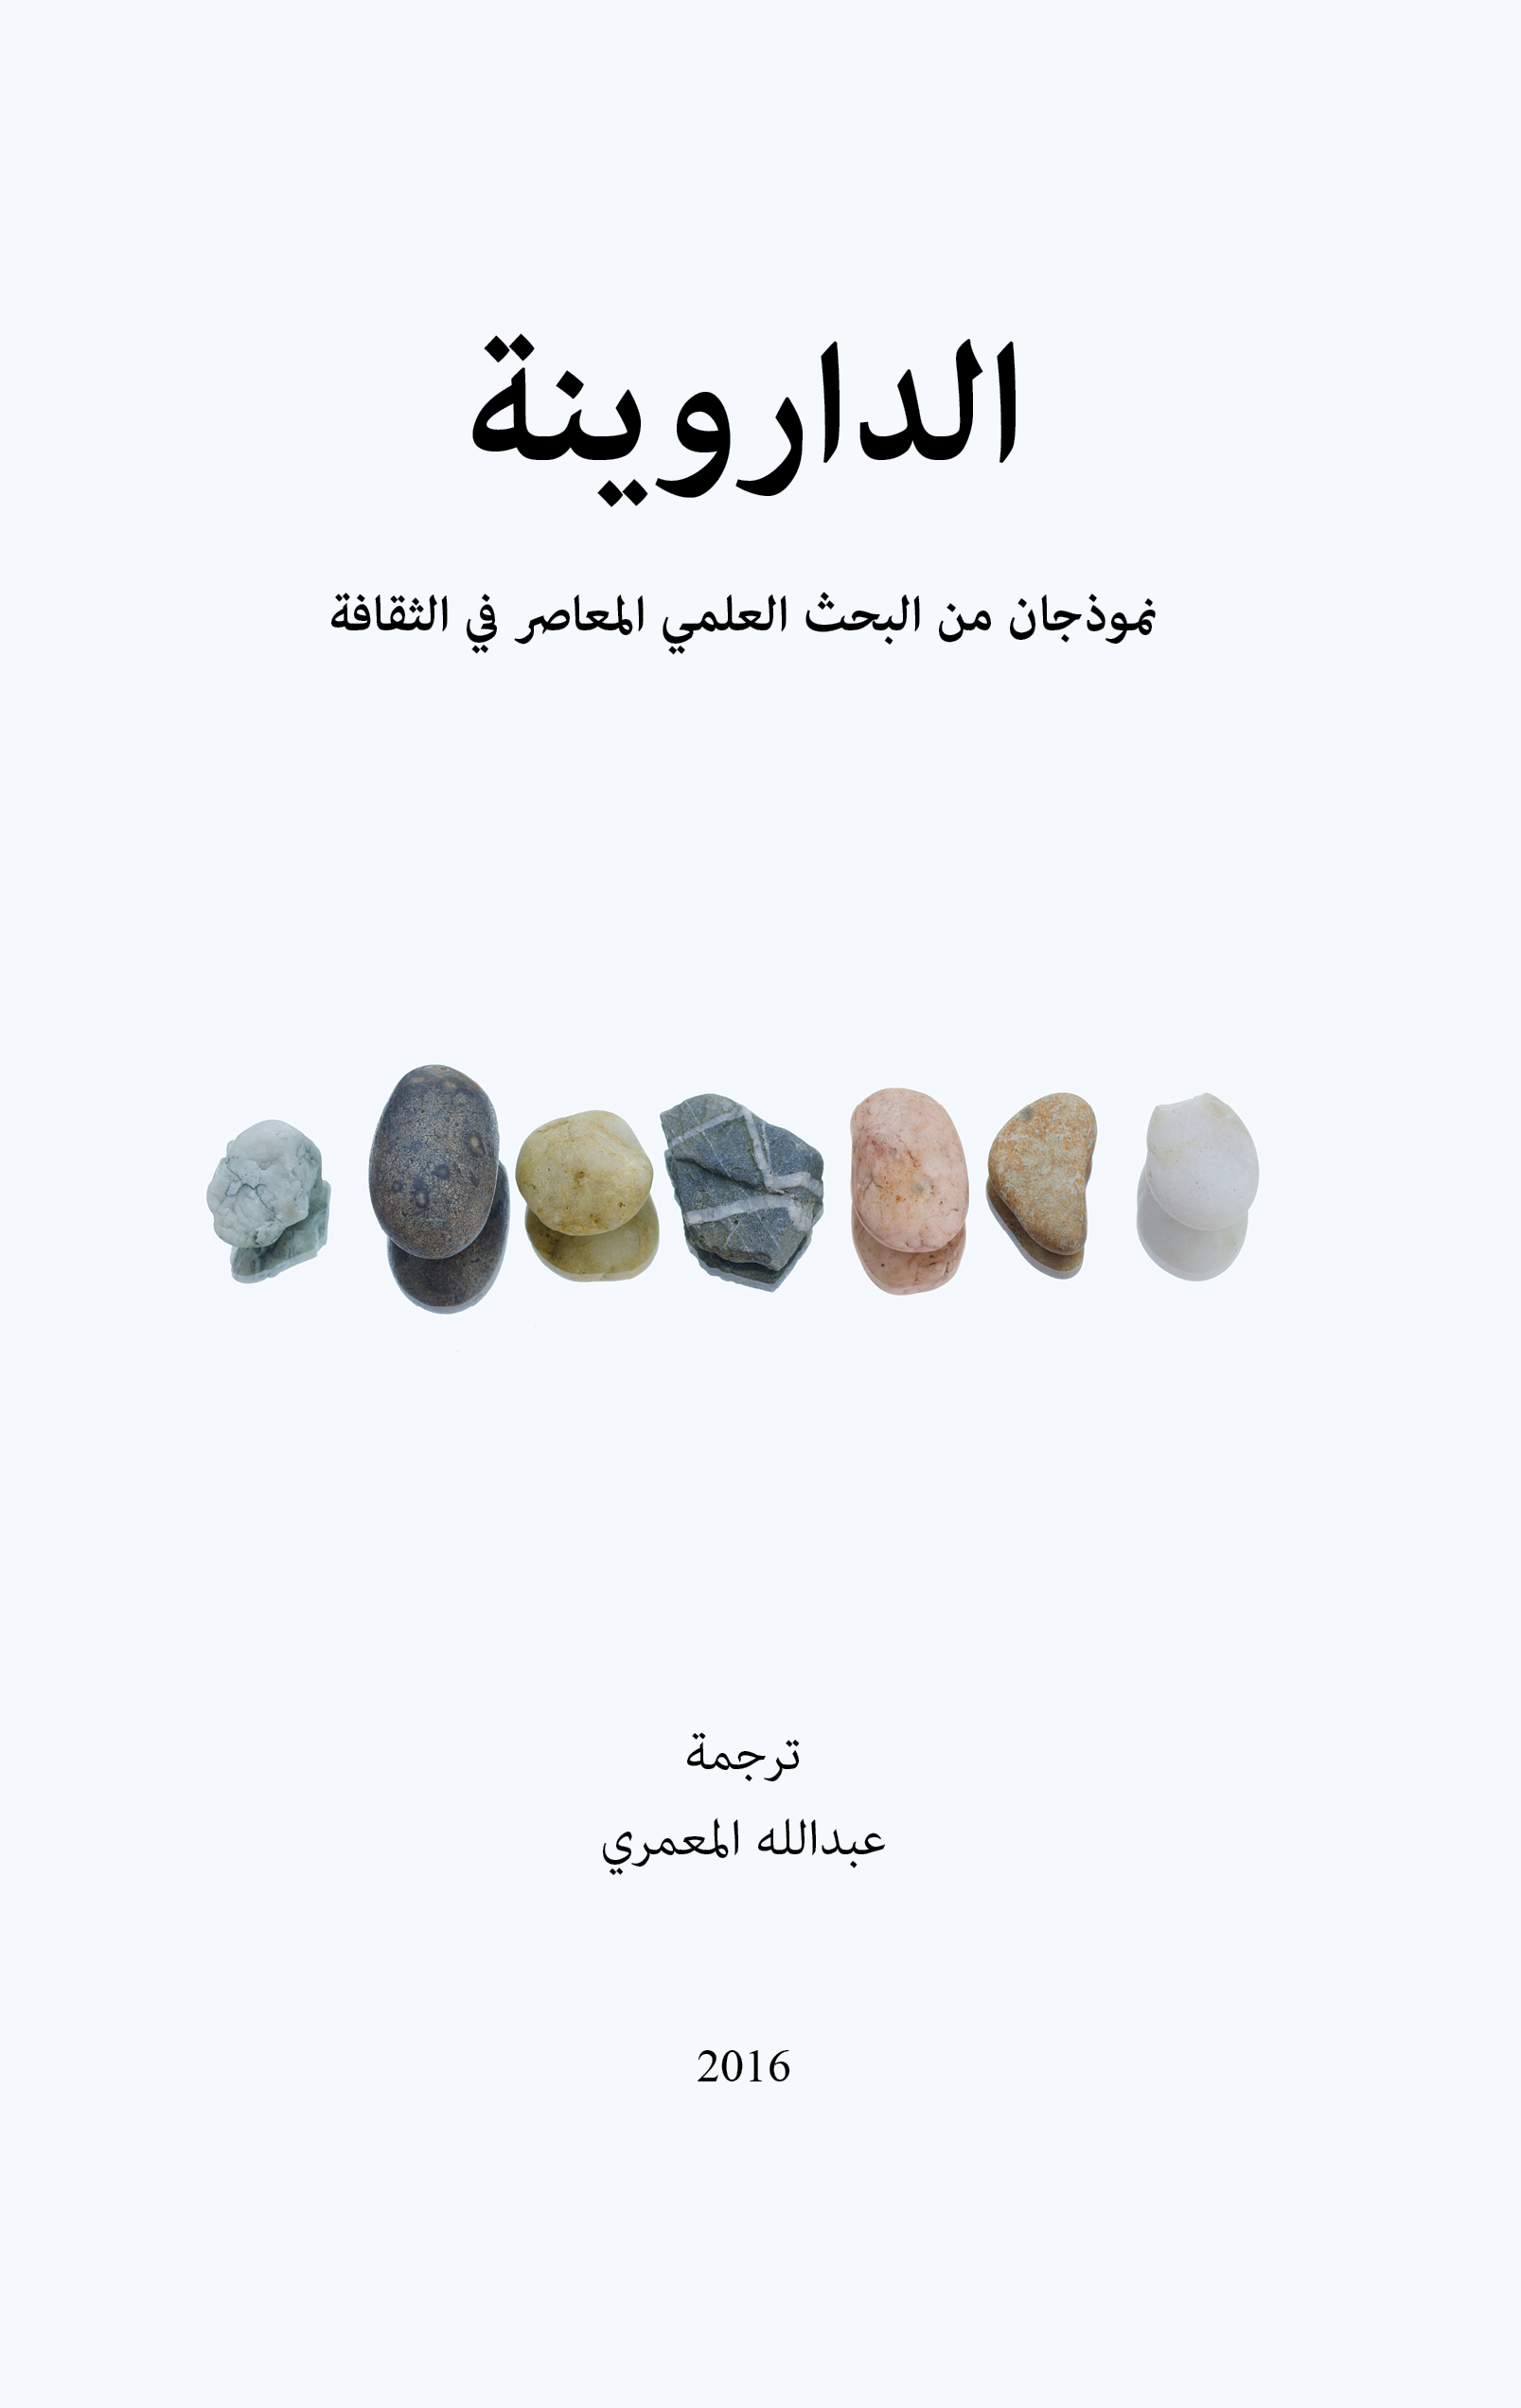 الداروينة
نموذجان من البحث العلمي المعاصر في الثقافة
ترجمة
عبدالله المعمري
2016